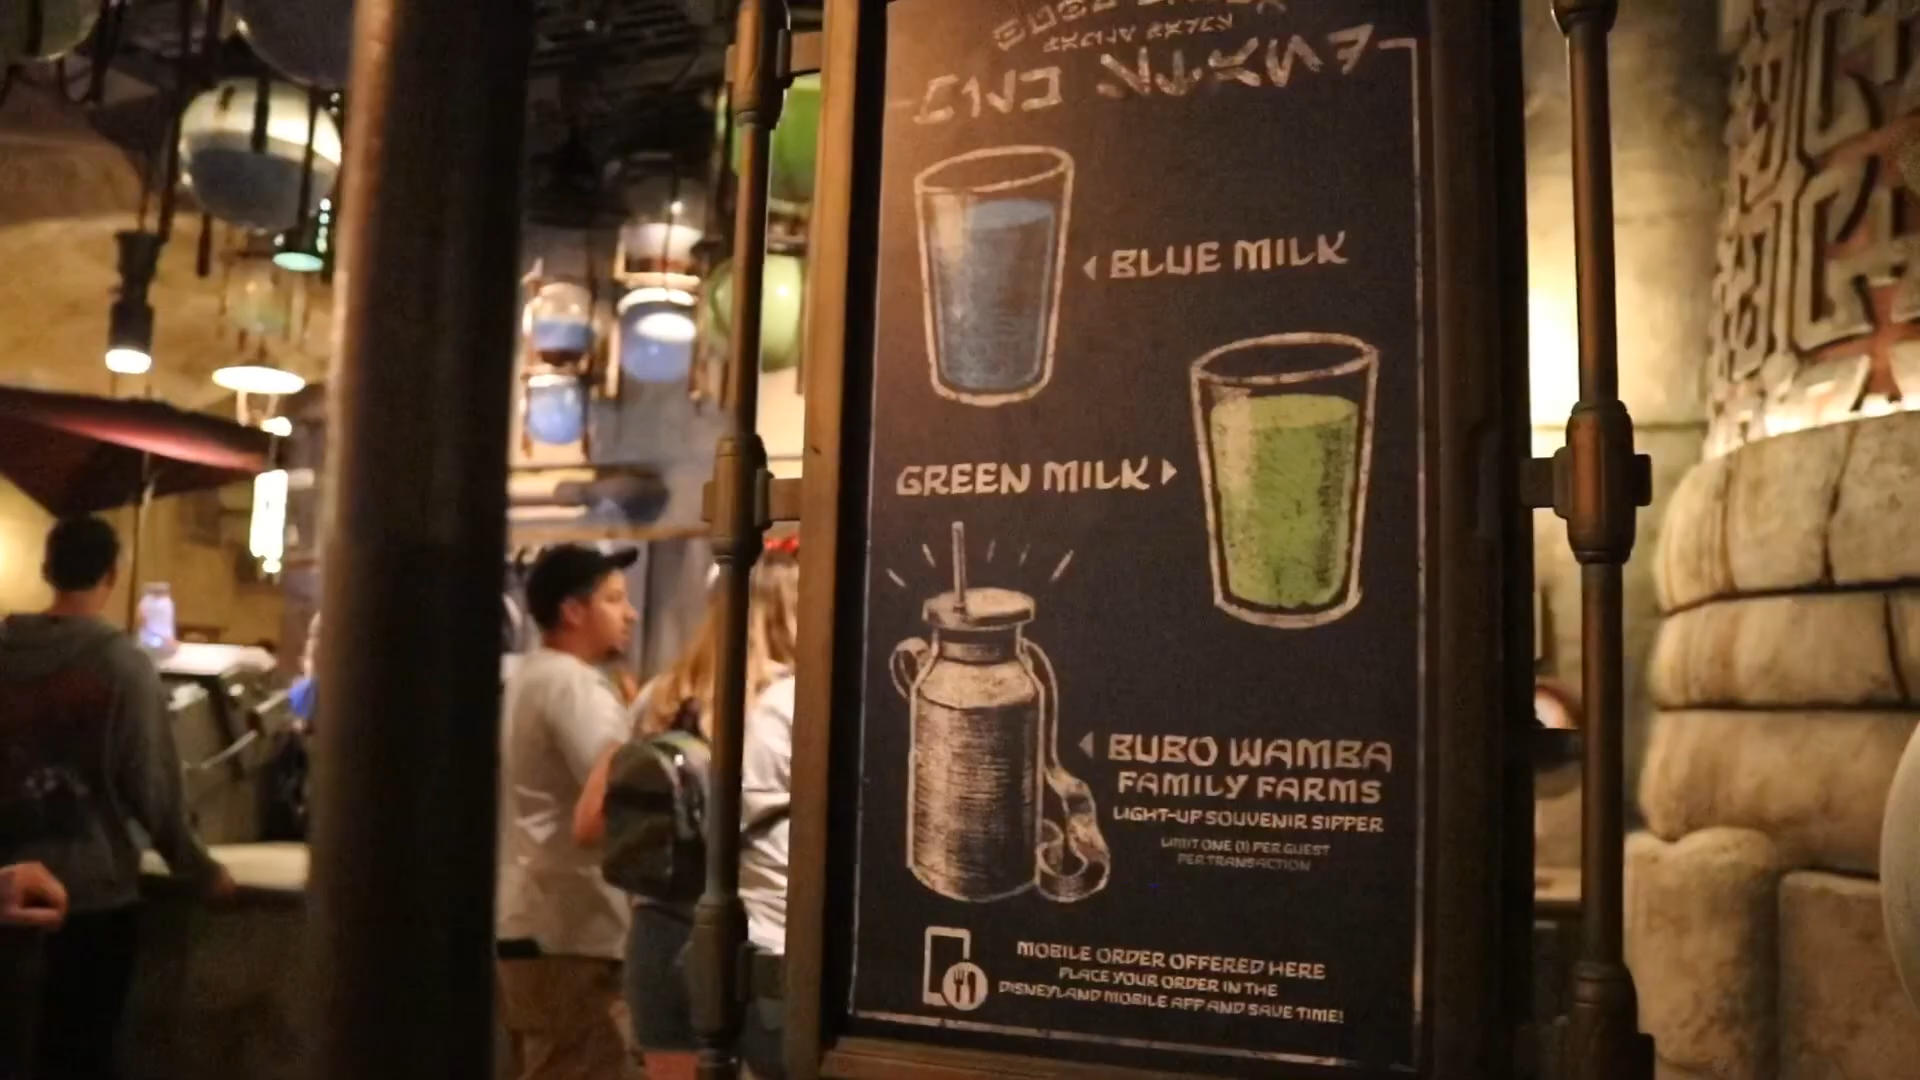 BLUE MILK
GREEN MILK
BUBO WAMBA
FAMILY FARMS
LIGHT-UP SOUVENIR SIPPER
LIMIT ONE (1) PER GUEST
PER TRANSACTION
MOBILE ORDER OFFERED HERE
PLACE YOUR ORDER IN THE
DISNEYLAND MOBILE APP AND SAVE TIME!